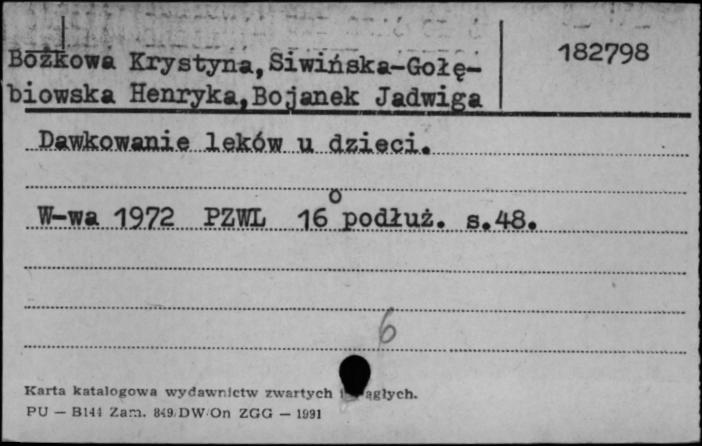 Bożkowa Krystyna, Siwińska-Gołę-
biowska Henryka, Bojanek Jadwiga
182798
Dawkowanie leków u dzieci.
W-wa 1972 PZWL 16° podłuż. s.48.
6
Karta katalogowa wydawnictw zwartych i ciągłych.
PU — B144 Zam. 849/DW/On ZGG — 1991